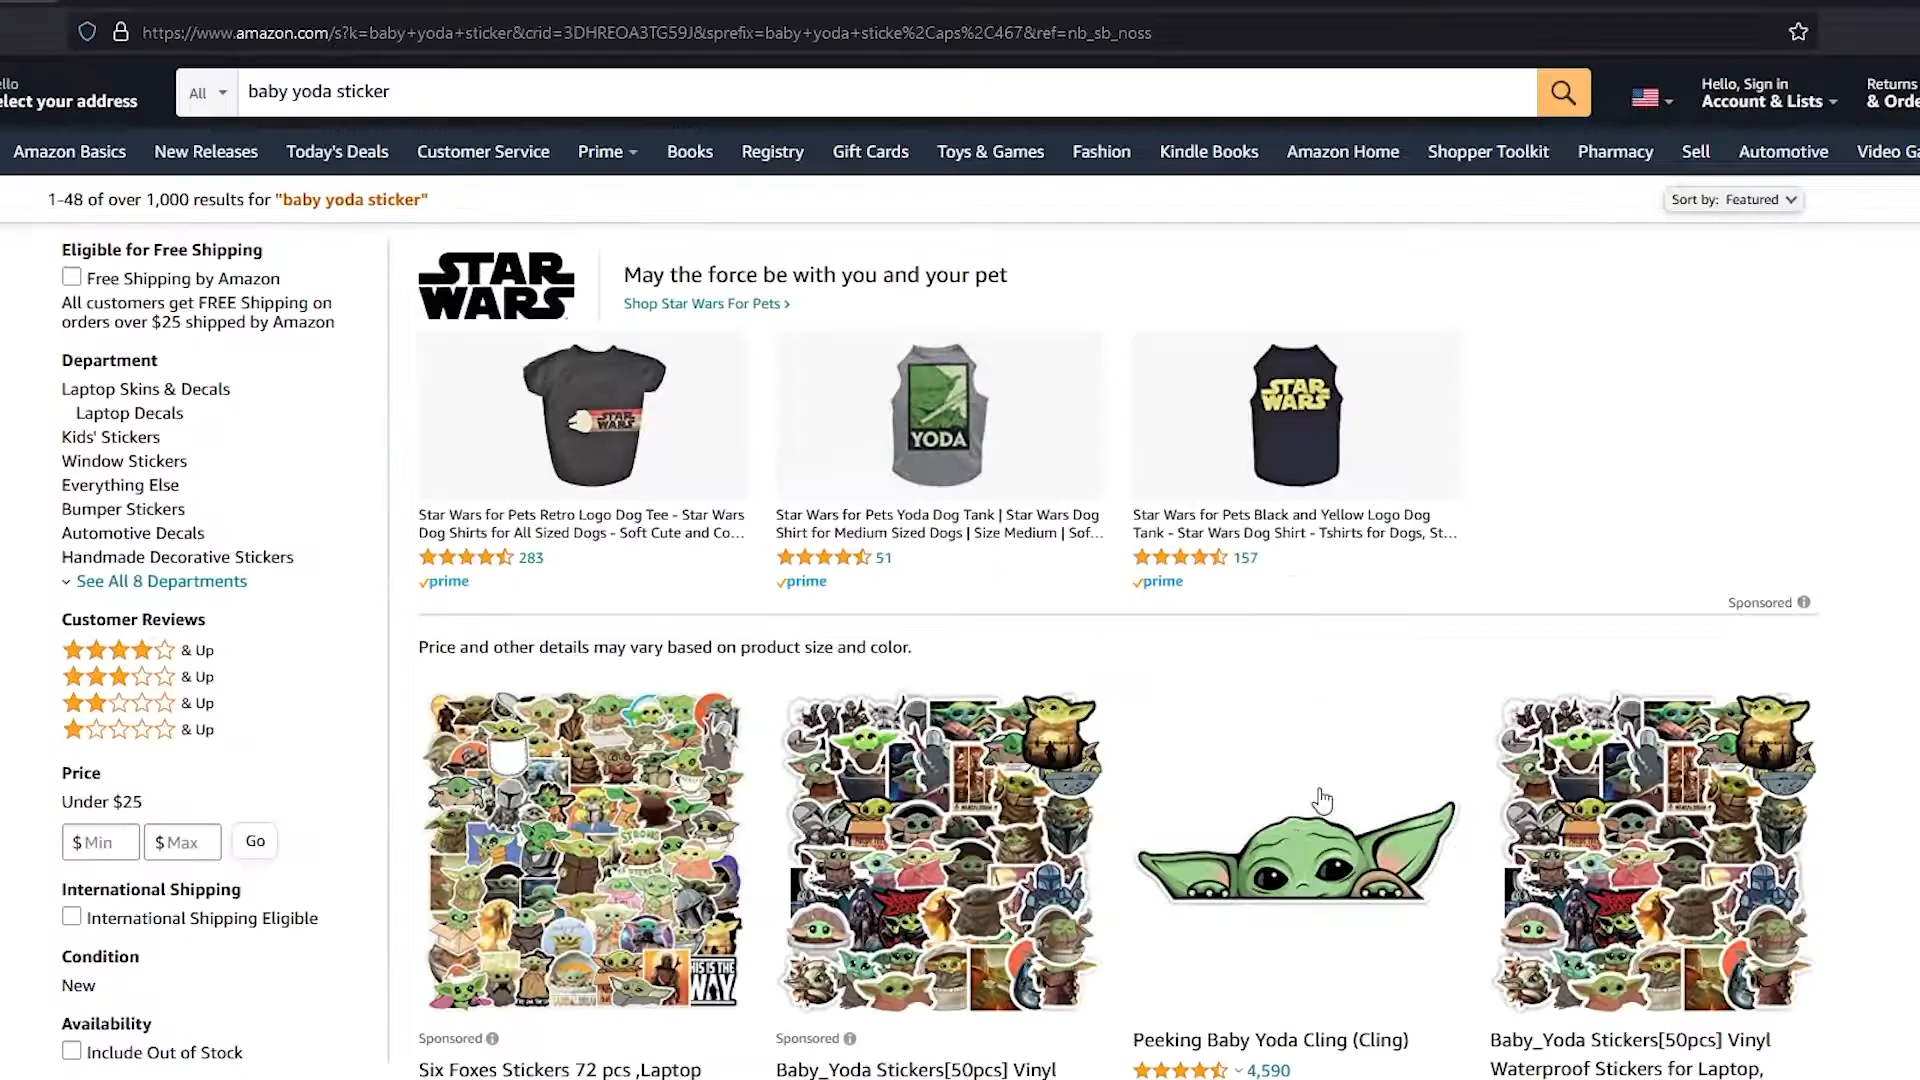 https://www.amazon.com/s?k=baby+yoda+sticker&crid=3DHREOA3TG59J&sprefix=baby+yoda+sticke%2Caps%2C467&ref=nb_sb_noss
ello
elect your address
All
baby yoda sticker
Hello, Sign in
Account & Lists
Returns
& Orde
Amazon Basics
New Releases
Today's Deals
Customer Service
Prime
Books
Registry
Gift Cards
Toys & Games
Fashion
Kindle Books
Amazon Home
Shopper Toolkit
Pharmacy
Sell
Automotive
Video Ga
1-48 of over 1,000 results for "baby yoda sticker"
Sort by: Featured
Eligible for Free Shipping
Free Shipping by Amazon
All customers get FREE Shipping on
orders over $25 shipped by Amazon
Department
Laptop Skins & Decals
Laptop Decals
Kids' Stickers
Window Stickers
Everything Else
Bumper Stickers
Automotive Decals
Handmade Decorative Stickers
See All 8 Departments
Customer Reviews
& Up
& Up
& Up
& Up
Price
Under $25
$ Min
$ Max
Go
International Shipping
International Shipping Eligible
Condition
New
Availability
Include Out of Stock
STAR
WARS
May the force be with you and your pet
Shop Star Wars For Pets ›
STAR
WARS
YODA
STAR
WARS
Star Wars for Pets Retro Logo Dog Tee - Star Wars
Dog Shirts for All Sized Dogs - Soft Cute and Co...
283
prime
Star Wars for Pets Yoda Dog Tank | Star Wars Dog
Shirt for Medium Sized Dogs | Size Medium | Sof...
51
prime
Star Wars for Pets Black and Yellow Logo Dog
Tank - Star Wars Dog Shirt - Tshirts for Dogs, St...
157
prime
Sponsored
Price and other details may vary based on product size and color.
STRONG
THIS IS THE
WAY
Sponsored
Six Foxes Stickers 72 pcs ,Laptop
Sponsored
Baby_Yoda Stickers[50pcs] Vinyl
Peeking Baby Yoda Cling (Cling)
4,590
Baby_Yoda Stickers[50pcs] Vinyl
Waterproof Stickers for Laptop,